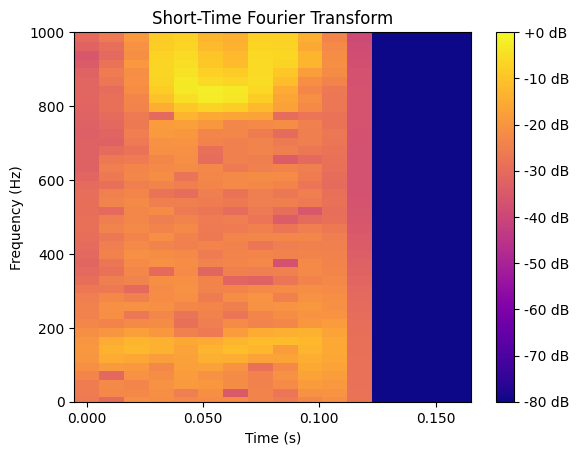 Short-Time Fourier Transform
Frequency (Hz)
1000
800
600
400
200
0
0.000
0.050
0.100
0.150
Time (s)
+0 dB
-10 dB
-20 dB
-30 dB
-40 dB
-50 dB
-60 dB
-70 dB
-80 dB